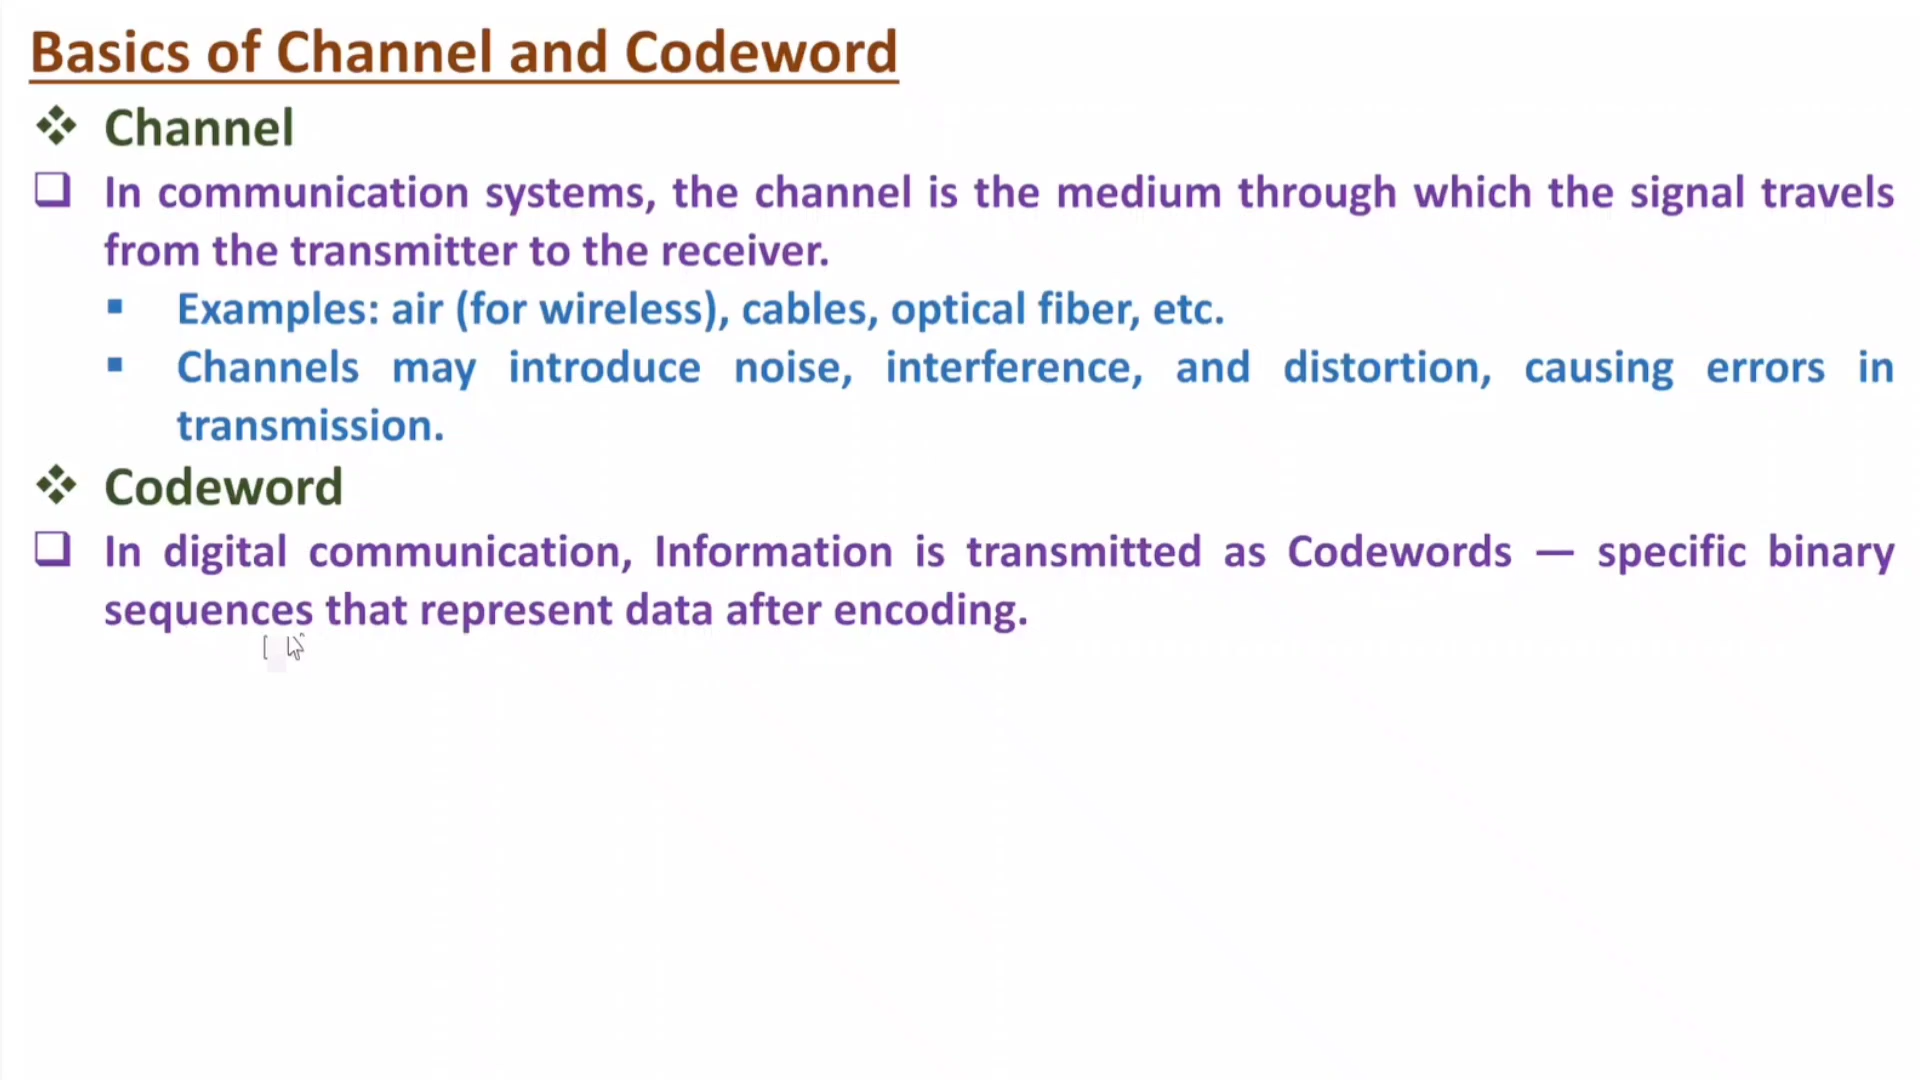 Basics of Channel and Codeword
❖ Channel
❑ In communication systems, the channel is the medium through which the signal travels
from the transmitter to the receiver.
▪ Examples: air (for wireless), cables, optical fiber, etc.
▪ Channels may introduce noise, interference, and distortion, causing errors in
transmission.
❖ Codeword
❑ In digital communication, Information is transmitted as Codewords — specific binary
sequences that represent data after encoding.